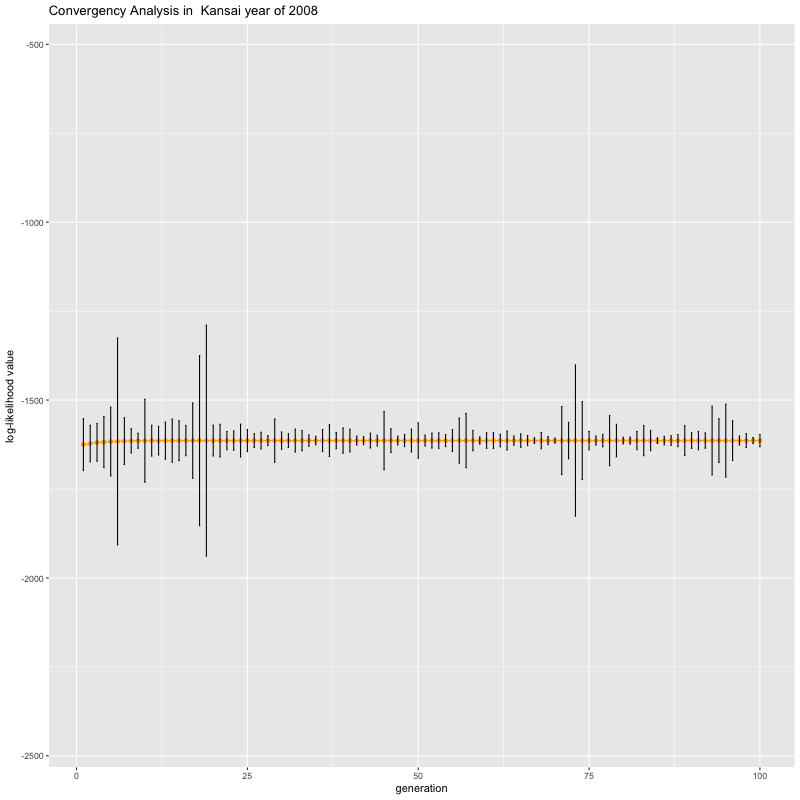 Convergency Analysis in  Kansai year of 2008
-500
-1000
-1500
-2000
-2500
log-likelihood value
0 25 50 75 100
generation